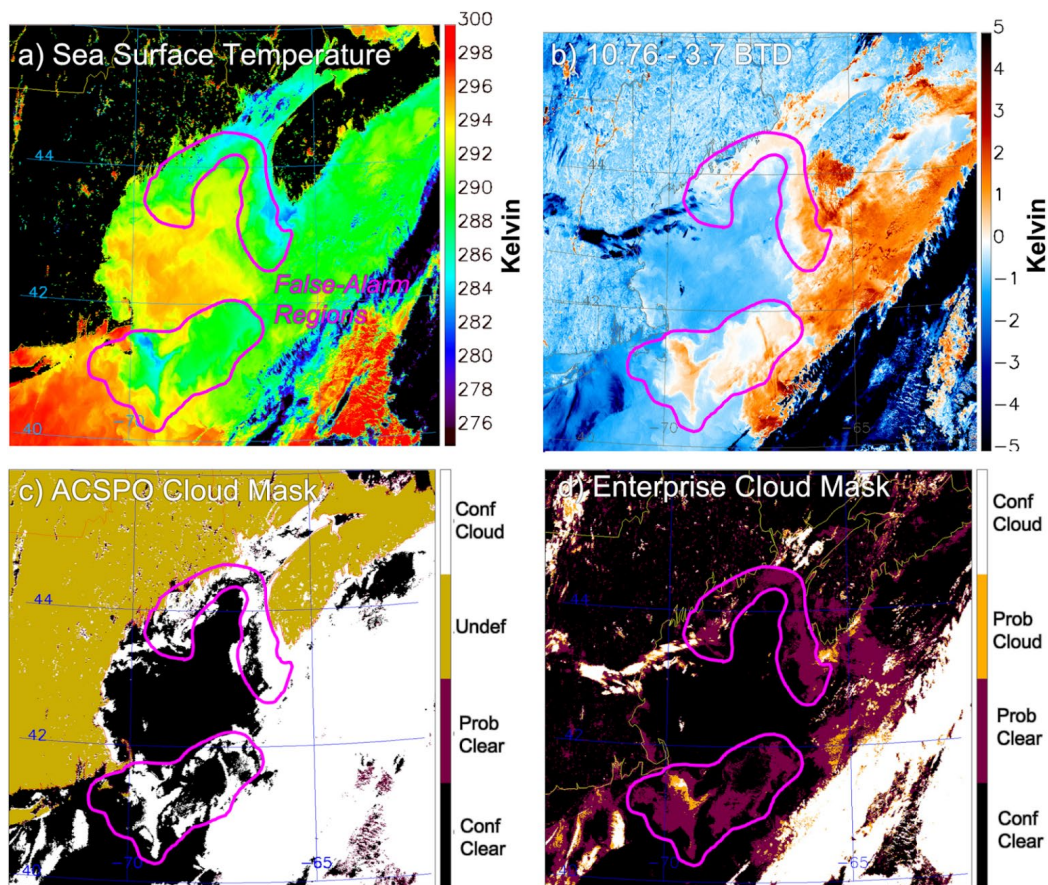 a) Sea Surface Temperature
44
42
40
-70
False-Alarm
Regions
300
298
296
294
292
290
288
286
284
282
280
278
276
Kelvin
b) 10.76 - 3.7 BTD
44
42
-70
-65
5
4
3
2
1
0
-1
-2
-3
-4
-5
Kelvin
c) ACSPO Cloud Mask
44
42
-70
-65
Conf
Cloud
Undef
Prob
Clear
Conf
Clear
d) Enterprise Cloud Mask
44
42
-70
-65
Conf
Cloud
Prob
Cloud
Prob
Clear
Conf
Clear